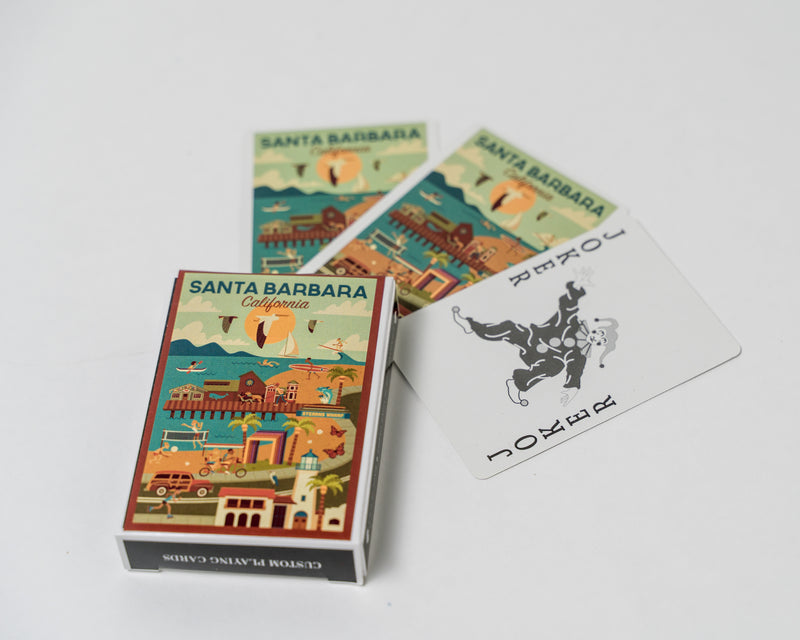 SANTA BARBARA
California
SANTA BARBARA
California
JOKER
JOKER
SANTA BARBARA
California
STEARNS WHARF
CUSTOM PLAYING CARDS